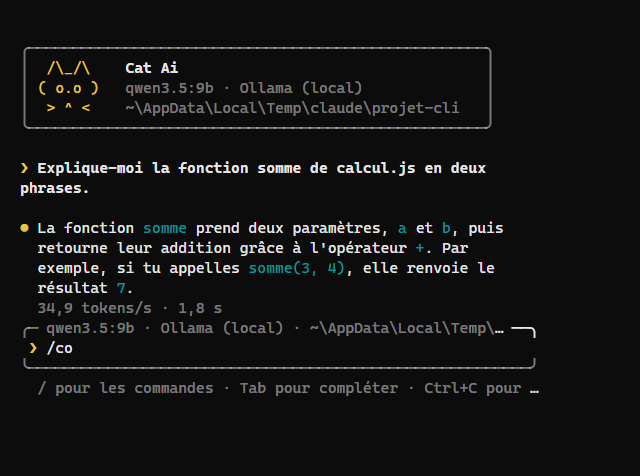 /\_/\ Cat Ai
( o.o ) qwen3.5:9b · Ollama (local)
> ^ < ~\AppData\Local\Temp\claude\projet-cli
❯ Explique-moi la fonction somme de calcul.js en deux
phrases.
● La fonction somme prend deux paramètres, a et b, puis
retourne leur addition grâce à l'opérateur +. Par
exemple, si tu appelles somme(3, 4), elle renvoie le
résultat 7.
34,9 tokens/s · 1,8 s
qwen3.5:9b · Ollama (local) · ~\AppData\Local\Temp\…
❯ /co
/ pour les commandes · Tab pour compléter · Ctrl+C pour …